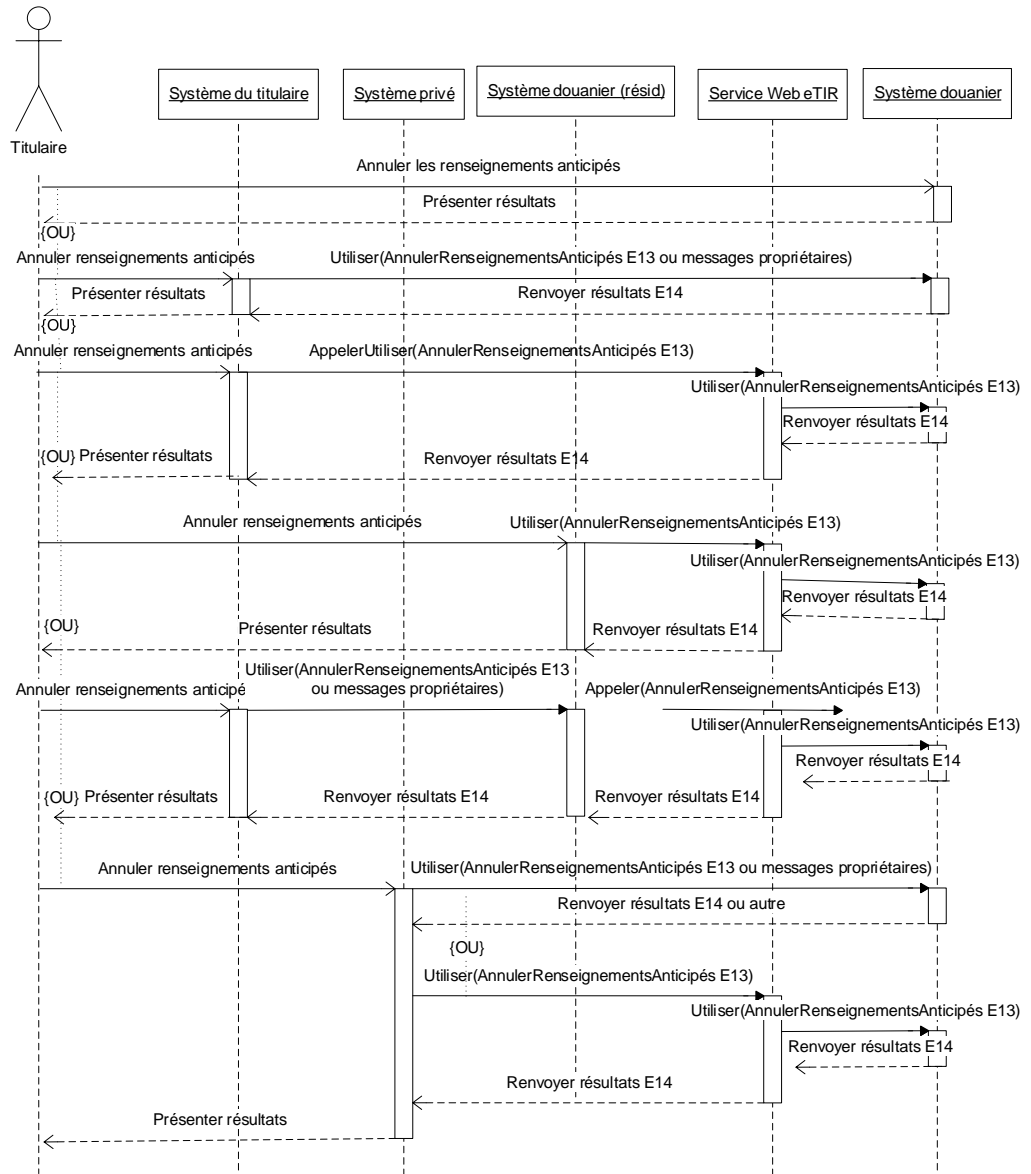 Système du titulaire
Système privé
Système douanier (résid)
Service Web eTIR
Système douanier
Titulaire
Annuler les renseignements anticipés
Présenter résultats
{OU}
Annuler renseignements anticipés
Utiliser(AnnulerRenseignementsAnticipés E13 ou messages propriétaires)
Présenter résultats
Renvoyer résultats E14
{OU}
Annuler renseignements anticipés
AppelerUtiliser(AnnulerRenseignementsAnticipés E13)
Utiliser(AnnulerRenseignementsAnticipés E13)
Renvoyer résultats E14
{OU}
Présenter résultats
Renvoyer résultats E14
Annuler renseignements anticipés
Utiliser(AnnulerRenseignementsAnticipés E13)
Utiliser(AnnulerRenseignementsAnticipés E13)
Renvoyer résultats E14
{OU}
Présenter résultats
Renvoyer résultats E14
Utiliser(AnnulerRenseignementsAnticipés E13
ou messages propriétaires)
Annuler renseignements anticipé
Appeler(AnnulerRenseignementsAnticipés E13)
Utiliser(AnnulerRenseignementsAnticipés E13)
Renvoyer résultats E14
{OU}
Présenter résultats
Renvoyer résultats E14
Renvoyer résultats E14
Annuler renseignements anticipés
Utiliser(AnnulerRenseignementsAnticipés E13 ou messages propriétaires)
Renvoyer résultats E14 ou autre
{OU}
Utiliser(AnnulerRenseignementsAnticipés E13)
Utiliser(AnnulerRenseignementsAnticipés E13)
Renvoyer résultats E14
Renvoyer résultats E14
Présenter résultats